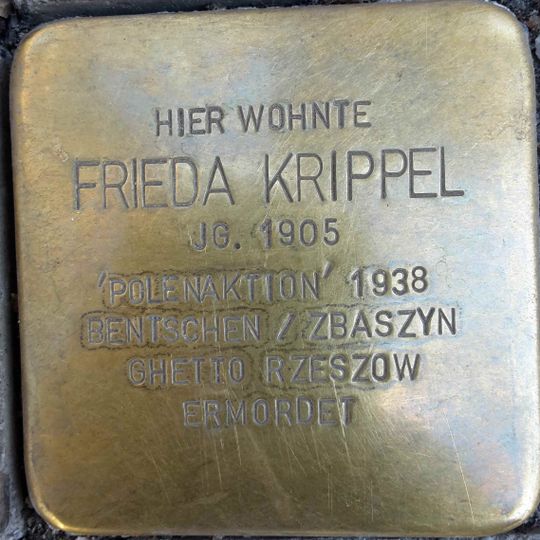 HIER WOHNTE
FRIEDA KRIPPEL
JG. 1905
'POLENAKTION' 1938
BENTSCHEN / ZBASZYN
GHETTO RZESZOW
ERMORDET